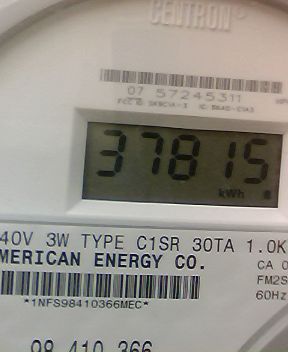 CENTRON®
07 57245311
37815
kWh
40V 3W TYPE C1SR 30TA 1.0K
MERICAN ENERGY CO.
CA 0
FM2S
60Hz
*1NFS98410366MEC*
98 410 366